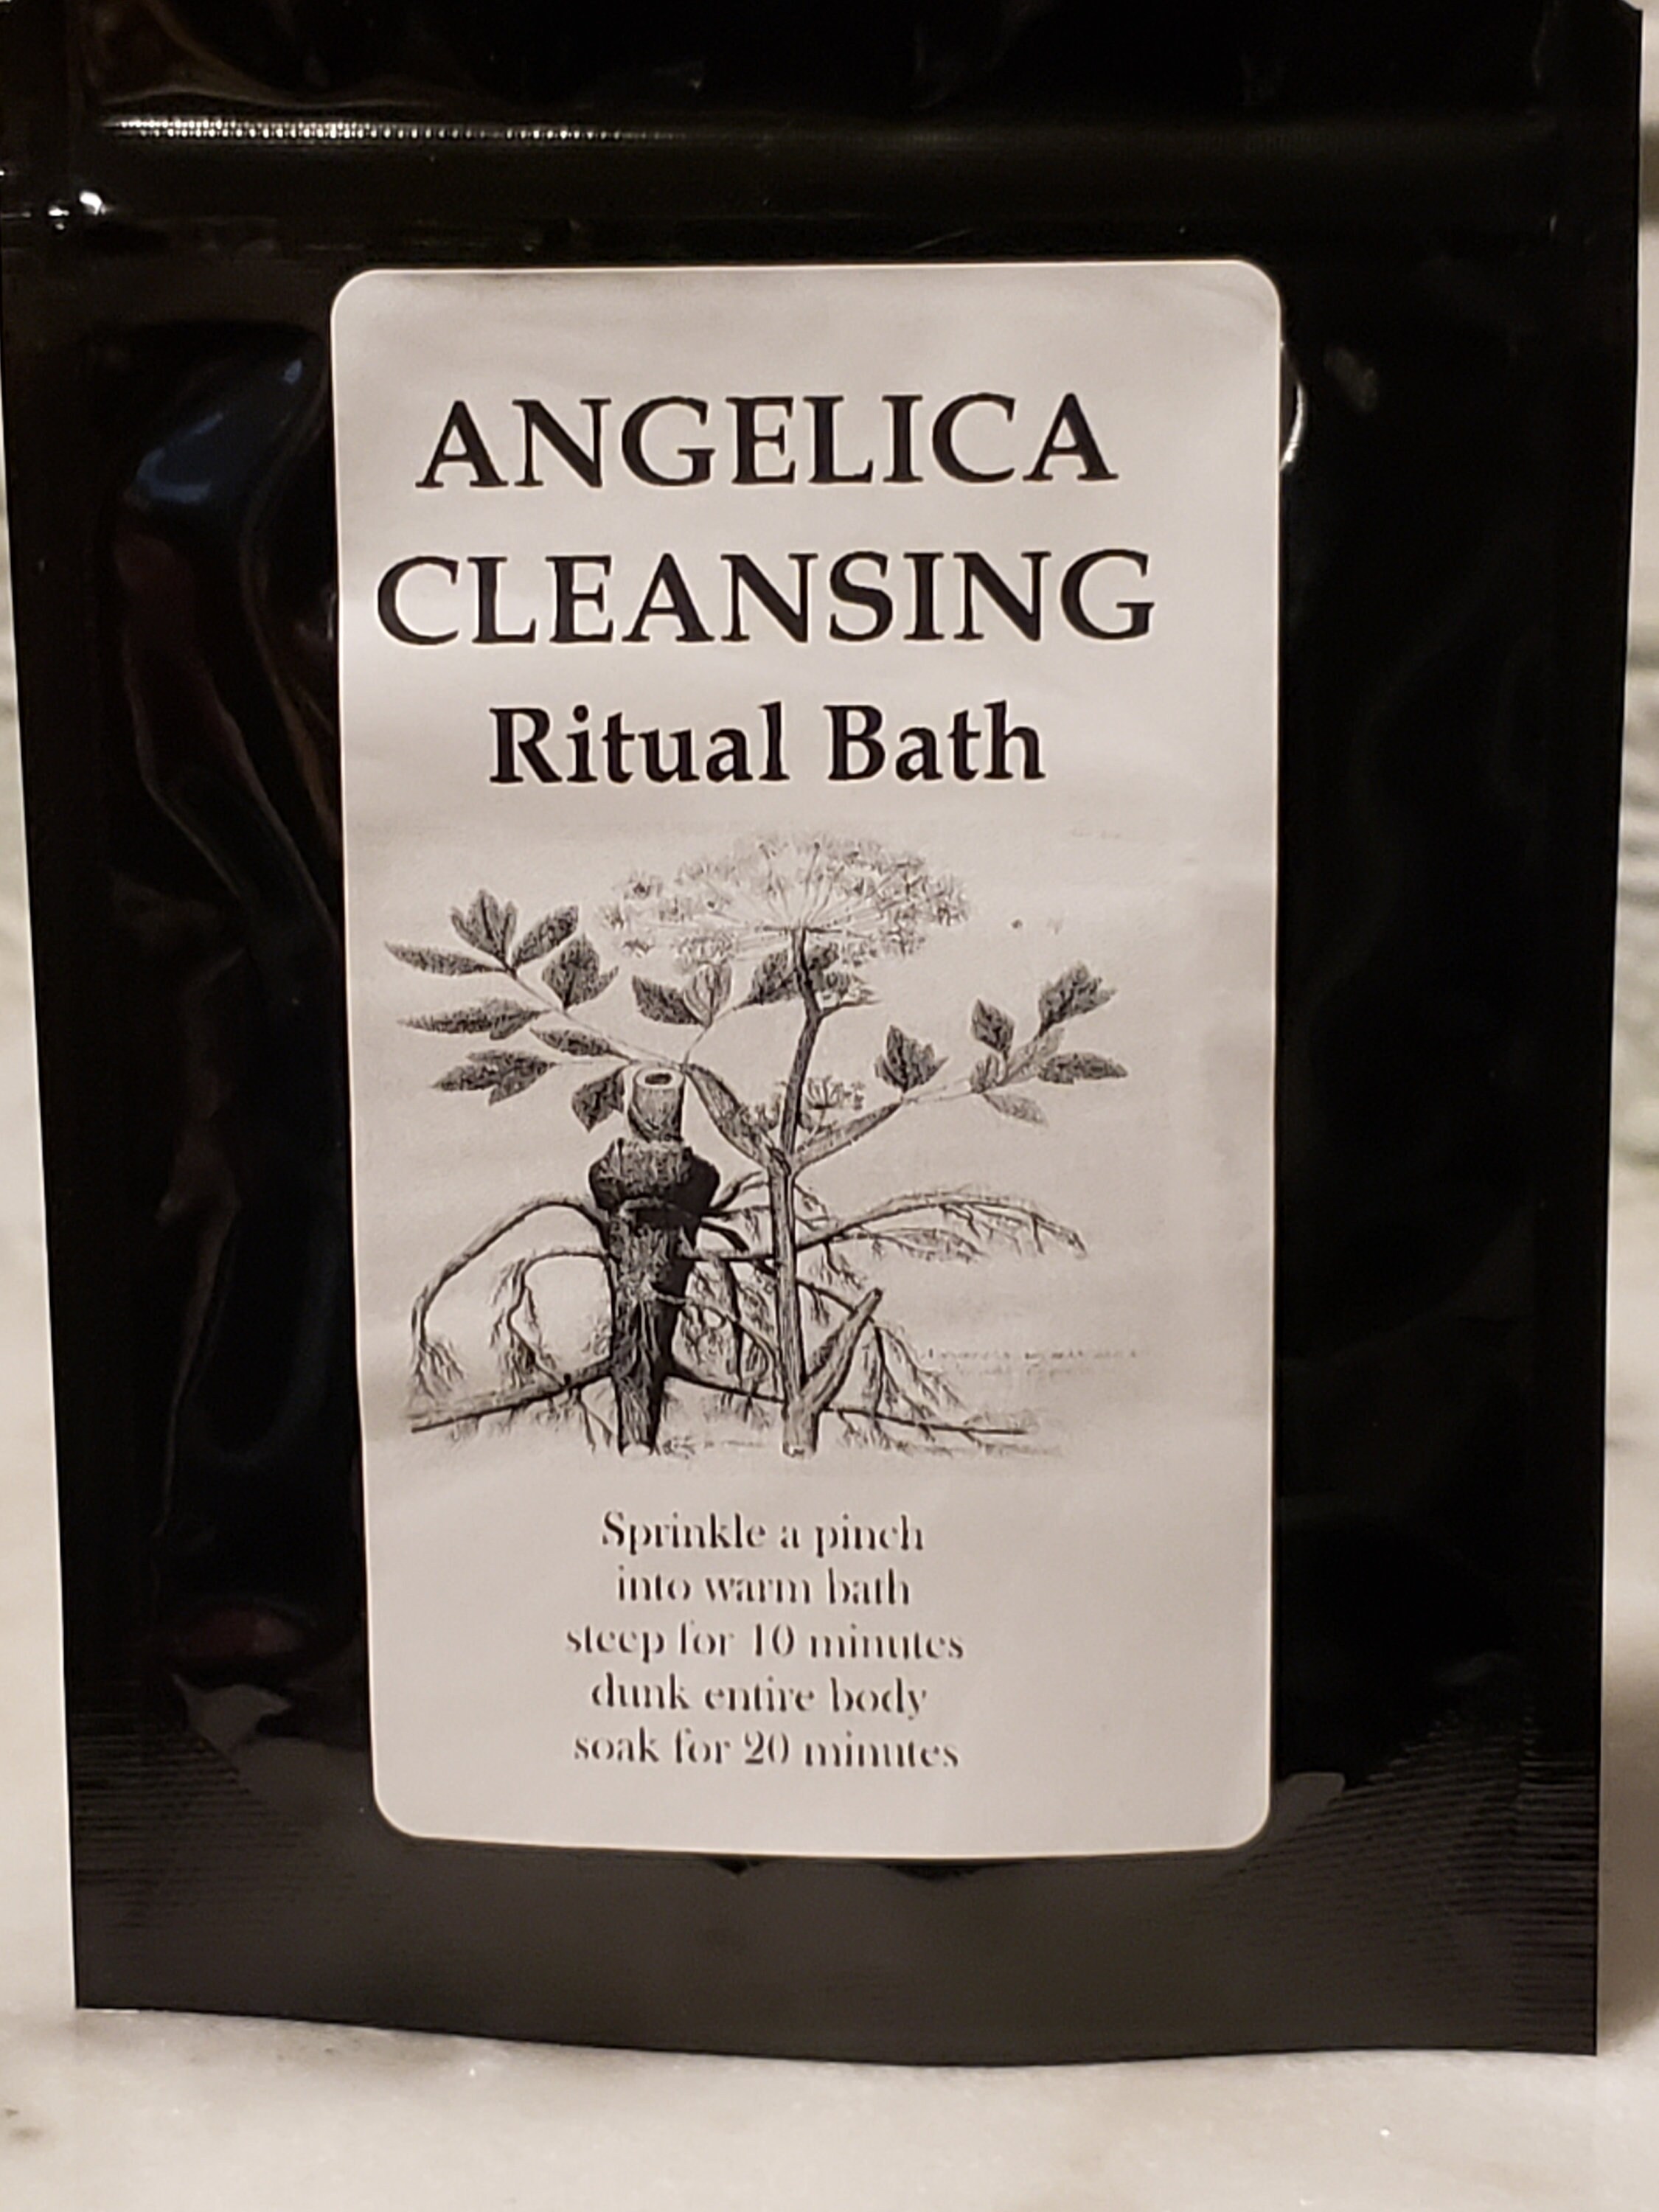 ANGELICA
CLEANSING
Ritual Bath
Sprinkle a pinch
into warm bath
steep for 10 minutes
dunk entire body
soak for 20 minutes